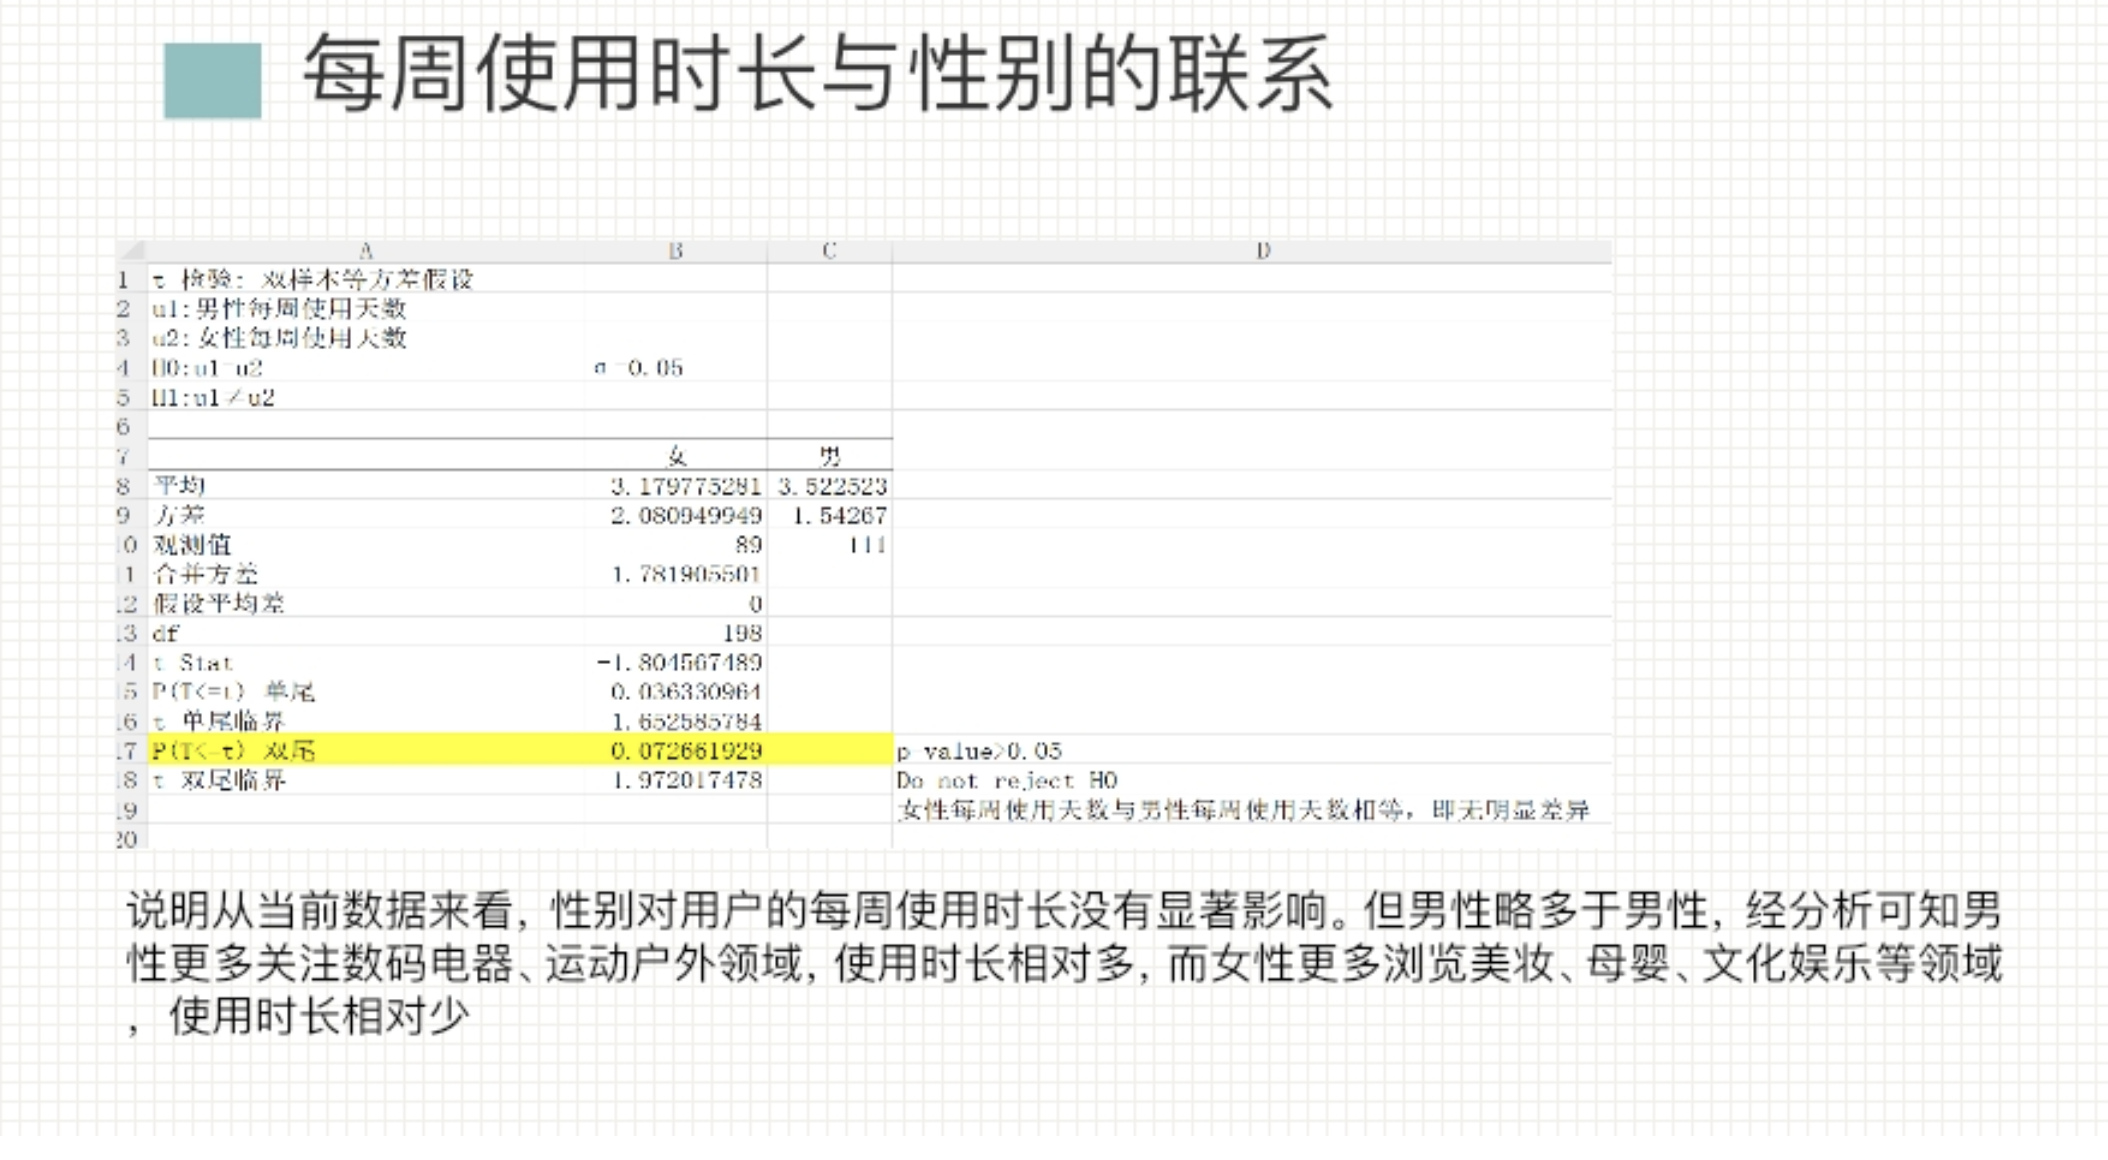 每周使用时长与性别的联系
A B C D
1 t 检验: 双样本等方差假设
2 u1:男性每周使用天数
3 u2:女性每周使用天数
4 H0:u1=u2 α=0.05
5 H1:u1≠u2
6
7 女 男
8 平均 3.179775281 3.522523
9 方差 2.080949949 1.54267
10 观测值 89 111
11 合并方差 1.781905501
12 假设平均差 0
13 df 198
14 t Stat -1.804567489
15 P(T<=t) 单尾 0.036330964
16 t 单尾临界 1.652585784
17 P(T<=t) 双尾 0.072661929 p-value>0.05
18 t 双尾临界 1.972017478 Do not reject H0
19 女性每周使用天数与男性每周使用天数相等，即无明显差异
20
说明从当前数据来看，性别对用户的每周使用时长没有显著影响。但男性略多于男性，经分析可知男
性更多关注数码电器、运动户外领域，使用时长相对多，而女性更多浏览美妆、母婴、文化娱乐等领域
，使用时长相对少